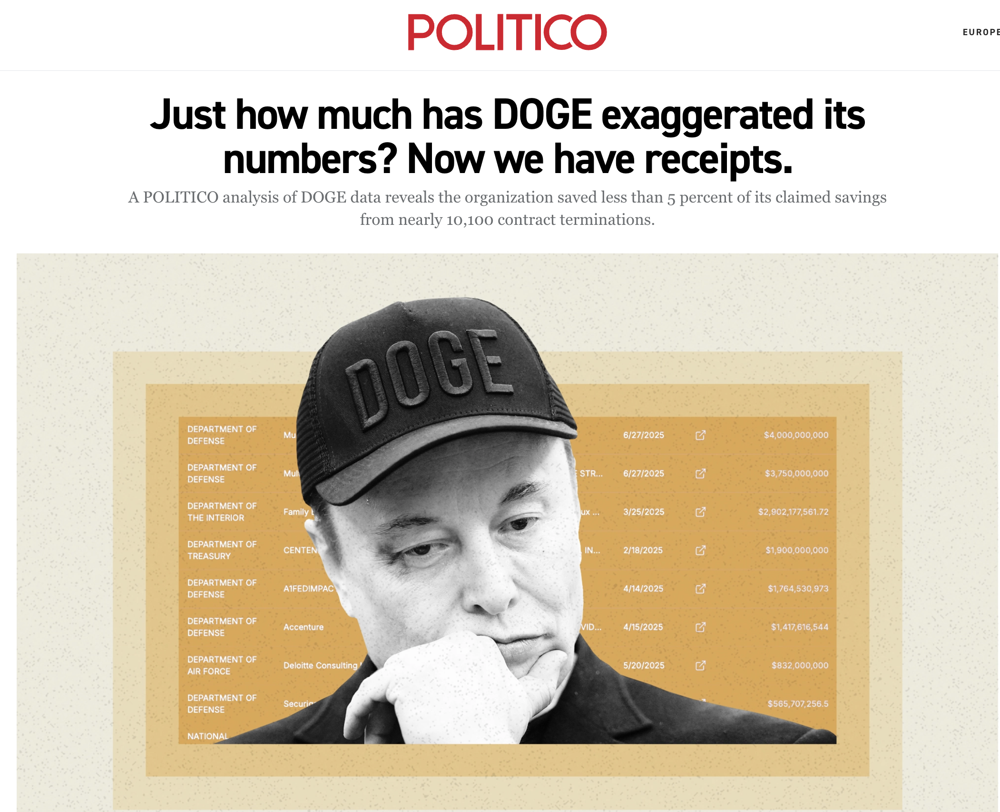 POLITICO
EUROPE
Just how much has DOGE exaggerated its
numbers? Now we have receipts.
A POLITICO analysis of DOGE data reveals the organization saved less than 5 percent of its claimed savings
from nearly 10,100 contract terminations.
DOGE
DEPARTMENT OF
DEFENSE
Mu
6/27/2025
$4,000,000,000
DEPARTMENT OF
DEFENSE
Mul
STR...
6/27/2025
$3,750,000,000
DEPARTMENT OF
THE INTERIOR
Family
ux ...
3/25/2025
$2,902,177,561.72
DEPARTMENT OF
TREASURY
CENTEN
IN...
2/18/2025
$1,900,000,000
DEPARTMENT OF
DEFENSE
A1FEDIMPAC
4/14/2025
$1,764,530,973
DEPARTMENT OF
DEFENSE
Accenture
VID...
4/15/2025
$1,417,616,544
DEPARTMENT OF
AIR FORCE
Deloitte Consulting
5/20/2025
$832,000,000
DEPARTMENT OF
DEFENSE
Securig
$565,707,256.5
NATIONAL